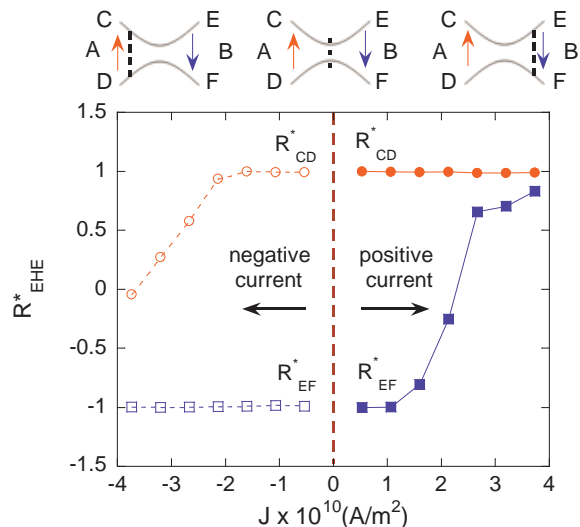 C E C E C E
A B A B A B
D F D F D F
R*CD R*CD
negative current
positive current
R*EF R*EF
R*EHE
1.5
1
0.5
0
-0.5
-1
-1.5
-4 -3 -2 -1 0 1 2 3 4
J x 10^10(A/m^2)